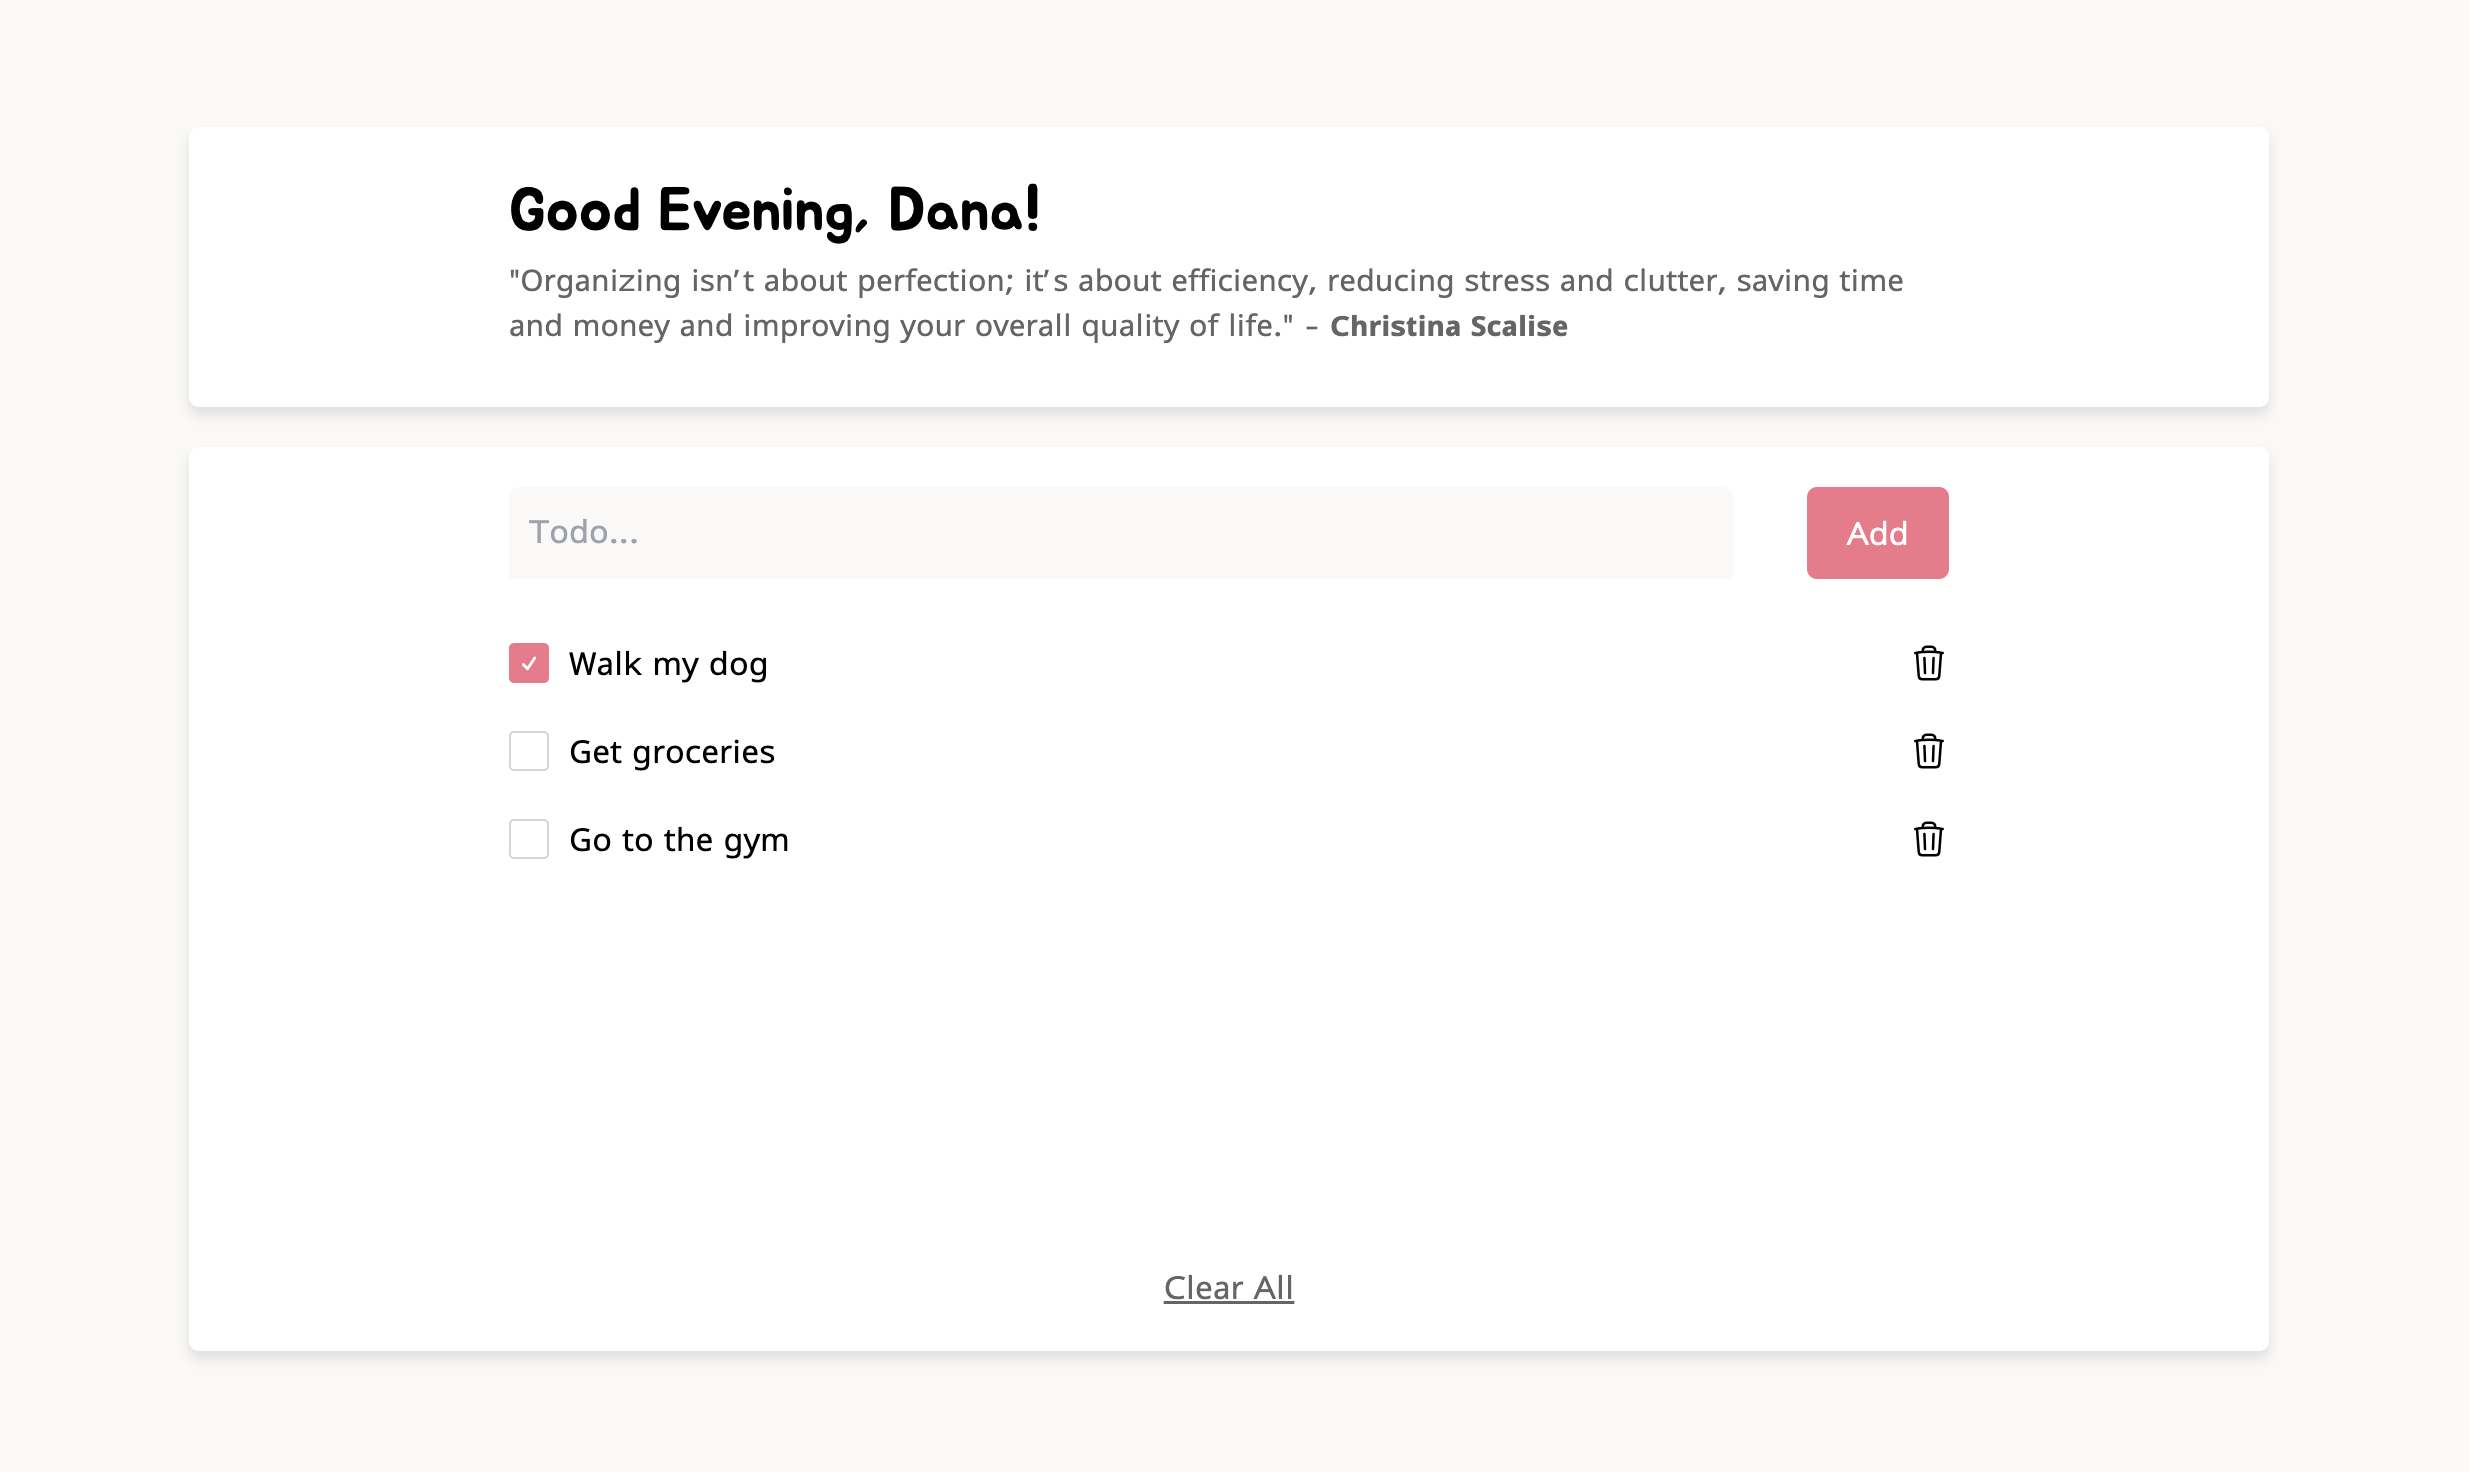 Good Evening, Dana!
"Organizing isn’t about perfection; it’s about efficiency, reducing stress and clutter, saving time
and money and improving your overall quality of life." – Christina Scalise
Todo...
Add
Walk my dog
Get groceries
Go to the gym
Clear All